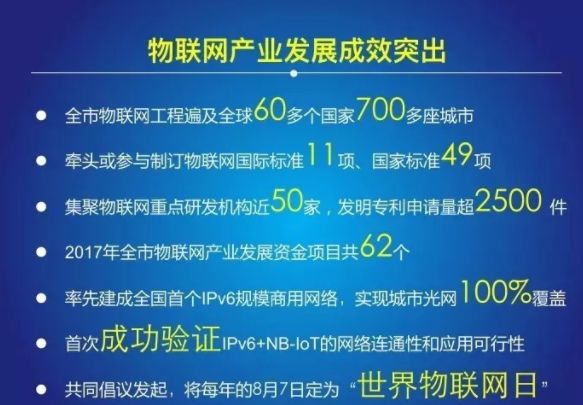 物联网产业发展成效突出
全市物联网工程遍及全球60多个国家700多座城市
牵头或参与制订物联网国际标准11项、国家标准49项
集聚物联网重点研发机构近50家，发明专利申请量超2500 件
2017年全市物联网产业发展资金项目共62个
率先建成全国首个IPv6规模商用网络，实现城市光网100%覆盖
首次成功验证IPv6+NB-IoT的网络连通性和应用可行性
共同倡议发起，将每年的8月7日定为“世界物联网日”